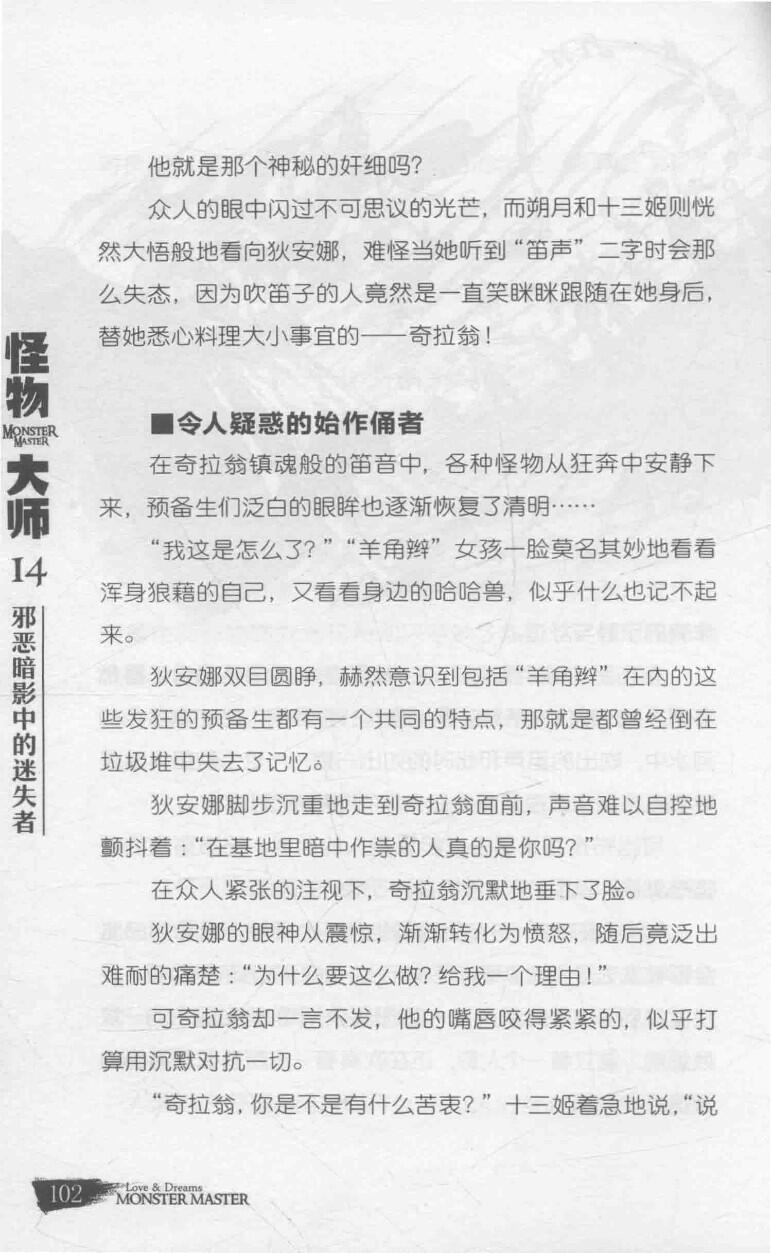 他就是那个神秘的奸细吗？
众人的眼中闪过不可思议的光芒，而朔月和十三姬则恍
然大悟般地看向狄安娜，难怪当她听到“笛声”二字时会那
么失态，因为吹笛子的人竟然是一直笑眯眯跟随在她身后，
替她悉心料理大小事宜的——奇拉翁！
■令人疑惑的始作俑者
在奇拉翁镇魂般的笛音中，各种怪物从狂奔中安静下
来，预备生们泛白的眼眸也逐渐恢复了清明……
“我这是怎么了？”“羊角辫”女孩一脸莫名其妙地看看
浑身狼藉的自己，又看看身边的哈哈兽，似乎什么也记不起
来。
狄安娜双目圆睁，赫然意识到包括“羊角辫”在内的这
些发狂的预备生都有一个共同的特点，那就是都曾经倒在
垃圾堆中失去了记忆。
狄安娜脚步沉重地走到奇拉翁面前，声音难以自控地
颤抖着：“在基地里暗中作祟的人真的是你吗？”
在众人紧张的注视下，奇拉翁沉默地垂下了脸。
狄安娜的眼神从震惊，渐渐转化为愤怒，随后竟泛出
难耐的痛楚：“为什么要这么做？给我一个理由！”
可奇拉翁却一言不发，他的嘴唇咬得紧紧的，似乎打
算用沉默对抗一切。
“奇拉翁，你是不是有什么苦衷？”十三姬着急地说，“说
怪物
MONSTER
MASTER
大师
14
邪恶暗影中的迷失者
102
Love & Dreams
MONSTER MASTER